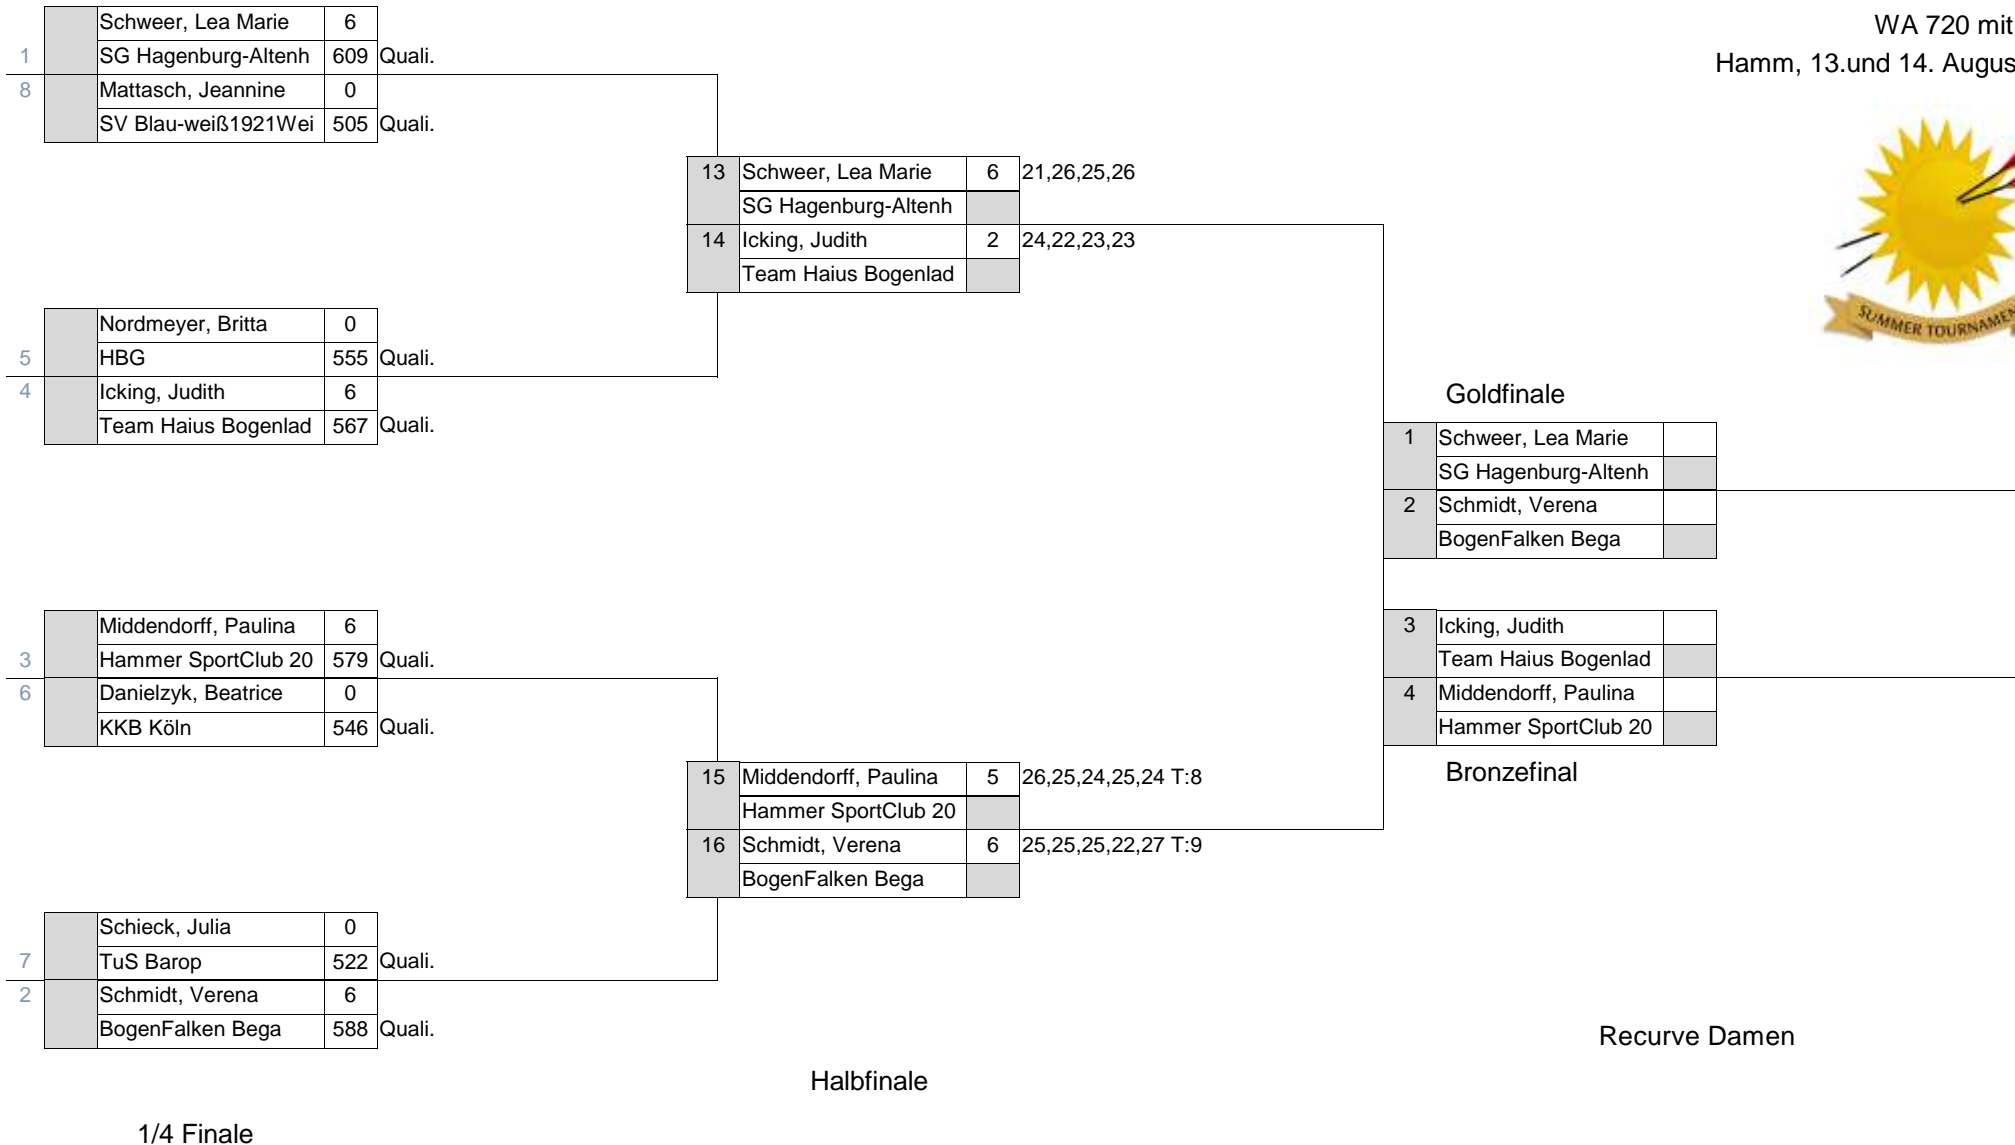 WA 720 mit
Hamm, 13.und 14. Augus
SUMMER TOURNAMEN
Schweer, Lea Marie 6
1 SG Hagenburg-Altenh 609 Quali.
8 Mattasch, Jeannine 0
SV Blau-weiß1921Wei 505 Quali.
13 Schweer, Lea Marie 6 21,26,25,26
SG Hagenburg-Altenh
14 Icking, Judith 2 24,22,23,23
Team Haius Bogenlad
Nordmeyer, Britta 0
5 HBG 555 Quali.
4 Icking, Judith 6
Team Haius Bogenlad 567 Quali.
Goldfinale
1 Schweer, Lea Marie
SG Hagenburg-Altenh
2 Schmidt, Verena
BogenFalken Bega
Middendorff, Paulina 6
3 Hammer SportClub 20 579 Quali.
6 Danielzyk, Beatrice 0
KKB Köln 546 Quali.
3 Icking, Judith
Team Haius Bogenlad
4 Middendorff, Paulina
Hammer SportClub 20
Bronzefinal
15 Middendorff, Paulina 5 26,25,24,25,24 T:8
Hammer SportClub 20
16 Schmidt, Verena 6 25,25,25,22,27 T:9
BogenFalken Bega
Schieck, Julia 0
7 TuS Barop 522 Quali.
2 Schmidt, Verena 6
BogenFalken Bega 588 Quali.
Recurve Damen
Halbfinale
1/4 Finale